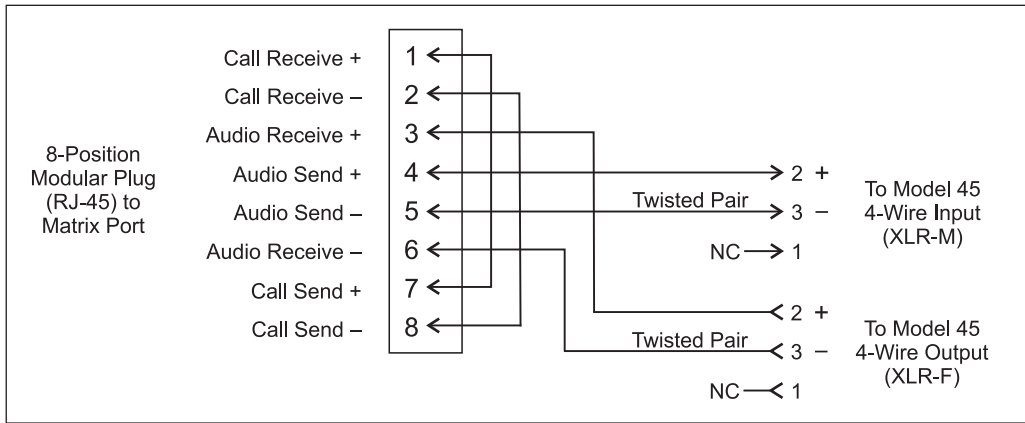 8-Position
Modular Plug
(RJ-45) to
Matrix Port
Call Receive +
Call Receive –
Audio Receive +
Audio Send +
Audio Send –
Audio Receive –
Call Send +
Call Send –
1
2
3
4
5
6
7
8
Twisted Pair
2 +
3 –
NC 1
To Model 45
4-Wire Input
(XLR-M)
Twisted Pair
2 +
3 –
NC 1
To Model 45
4-Wire Output
(XLR-F)